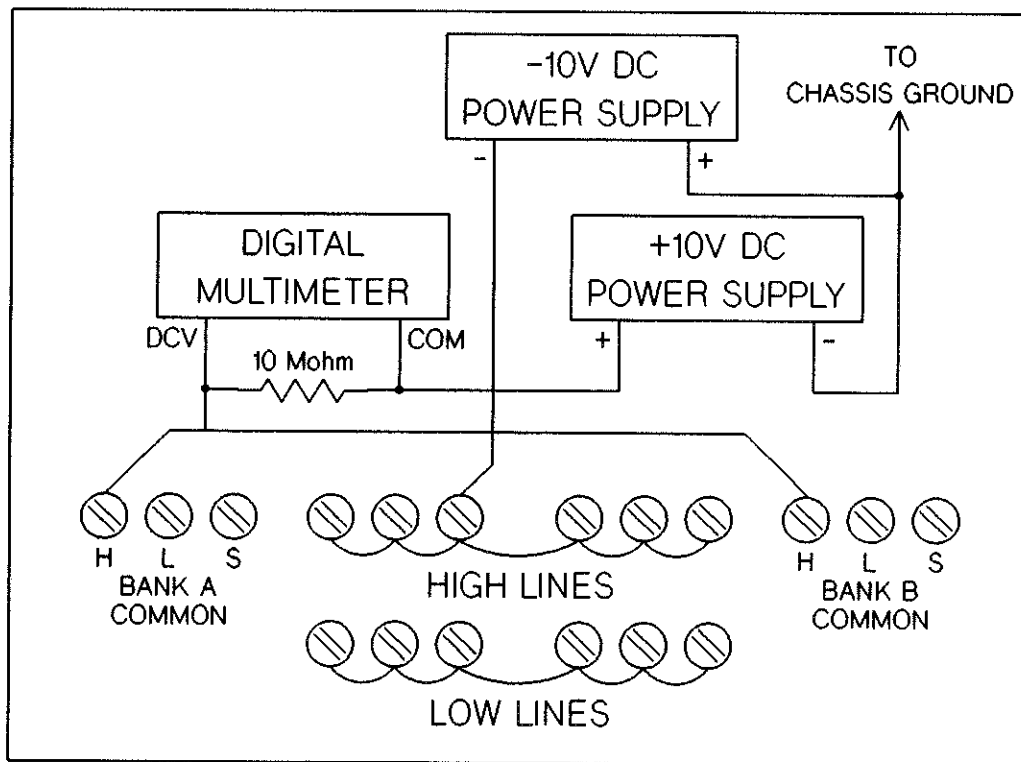 -10V DC
POWER SUPPLY
- +
TO
CHASSIS GROUND
DIGITAL
MULTIMETER
DCV COM
10 Mohm
+10V DC
POWER SUPPLY
+ -
H L S
BANK A
COMMON
HIGH LINES
H L S
BANK B
COMMON
LOW LINES